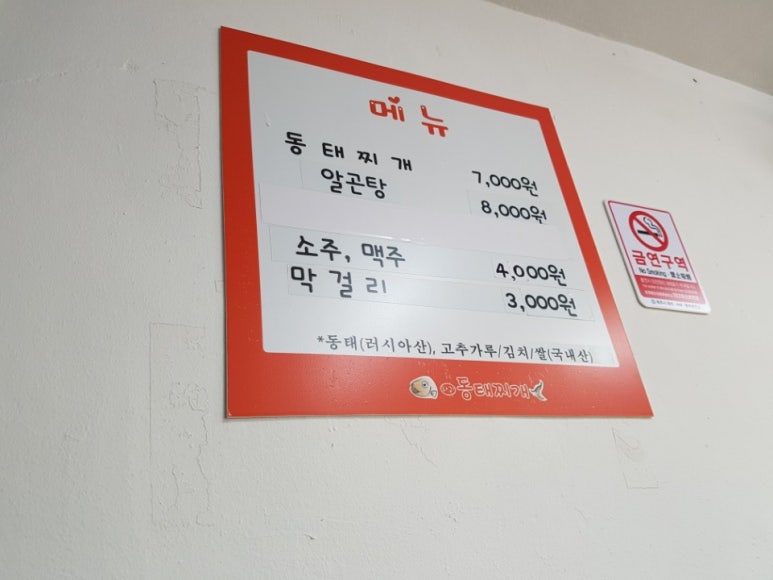 메뉴
동태찌개 7,000원
알곤탕 8,000원
소주, 맥주 4,000원
막걸리 3,000원
*동태(러시아산), 고추가루/김치/쌀(국내산)
동태찌개
금연구역
No Smoking